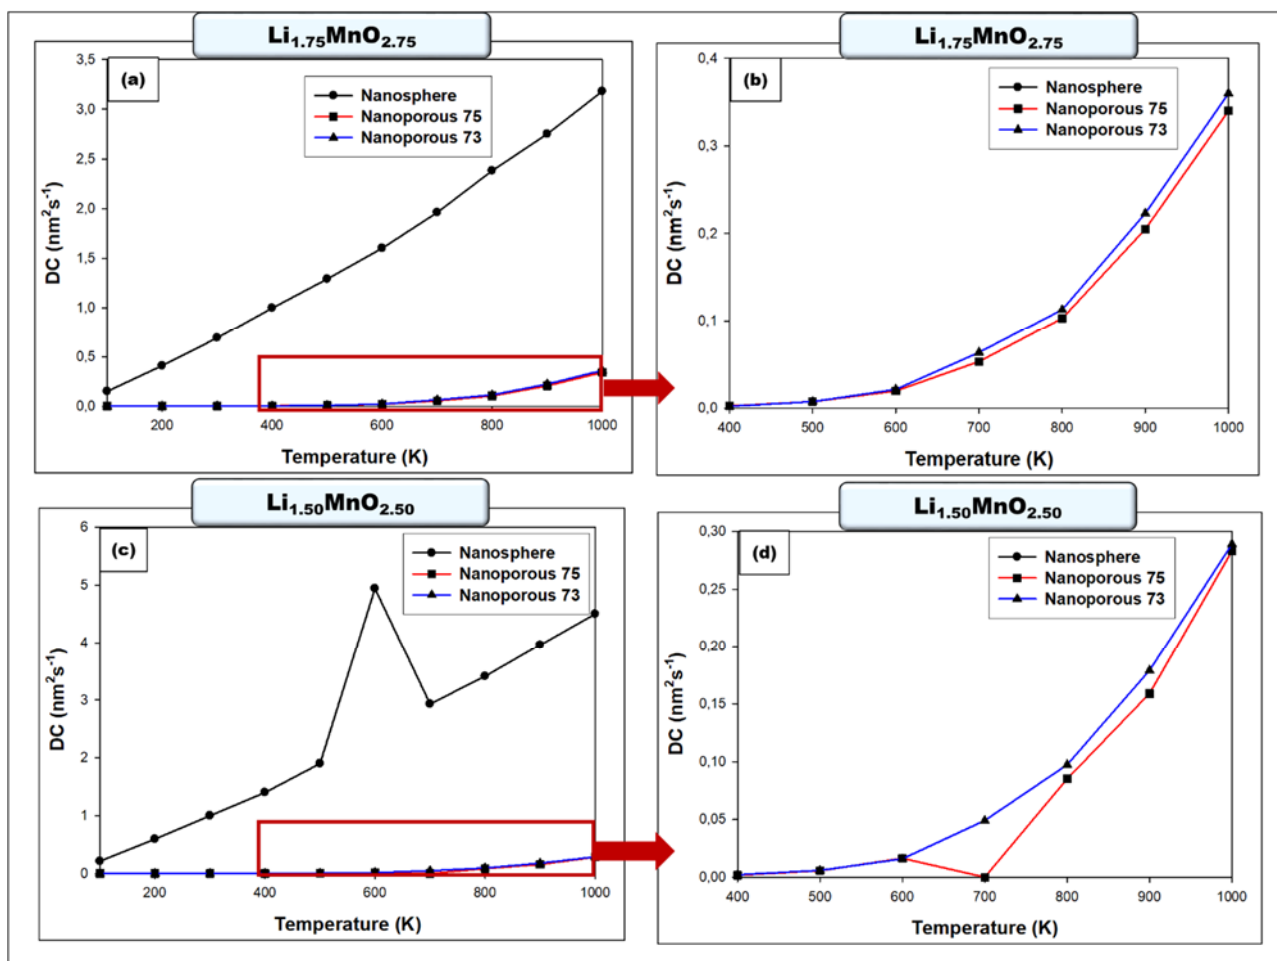 Li1.75MnO2.75
(a)
Nanosphere
Nanoporous 75
Nanoporous 73
3,5
3,0
2,5
2,0
1,5
1,0
0,5
0,0
DC (nm²s⁻¹)
200 400 600 800 1000
Temperature (K)
Li1.75MnO2.75
(b)
Nanosphere
Nanoporous 75
Nanoporous 73
0,4
0,3
0,2
0,1
0,0
DC (nm²s⁻¹)
400 500 600 700 800 900 1000
Temperature (K)
Li1.50MnO2.50
(c)
Nanosphere
Nanoporous 75
Nanoporous 73
6
5
4
3
2
1
0
DC (nm²s⁻¹)
200 400 600 800 1000
Temperature (K)
Li1.50MnO2.50
(d)
Nanosphere
Nanoporous 75
Nanoporous 73
0,30
0,25
0,20
0,15
0,10
0,05
0,00
DC (nm²s⁻¹)
400 500 600 700 800 900 1000
Temperature (K)